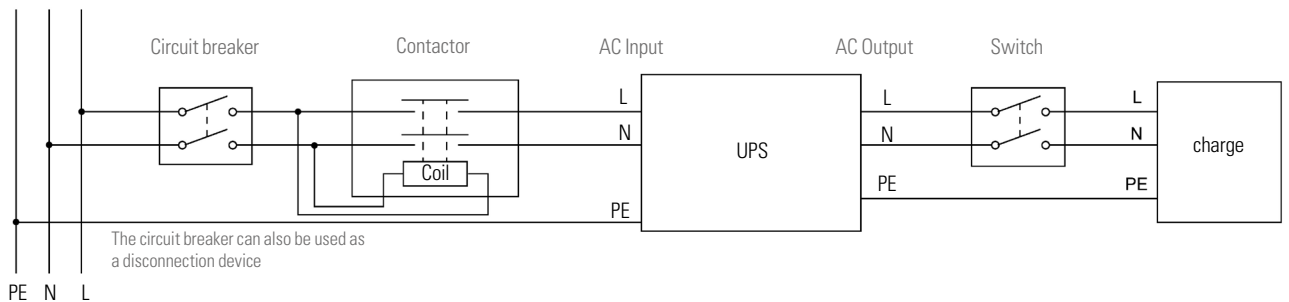 Circuit breaker
Contactor
AC Input
AC Output
Switch
L
L
L
N
N
N
UPS
charge
Coil
PE
PE
PE
The circuit breaker can also be used as
a disconnection device
PE N L